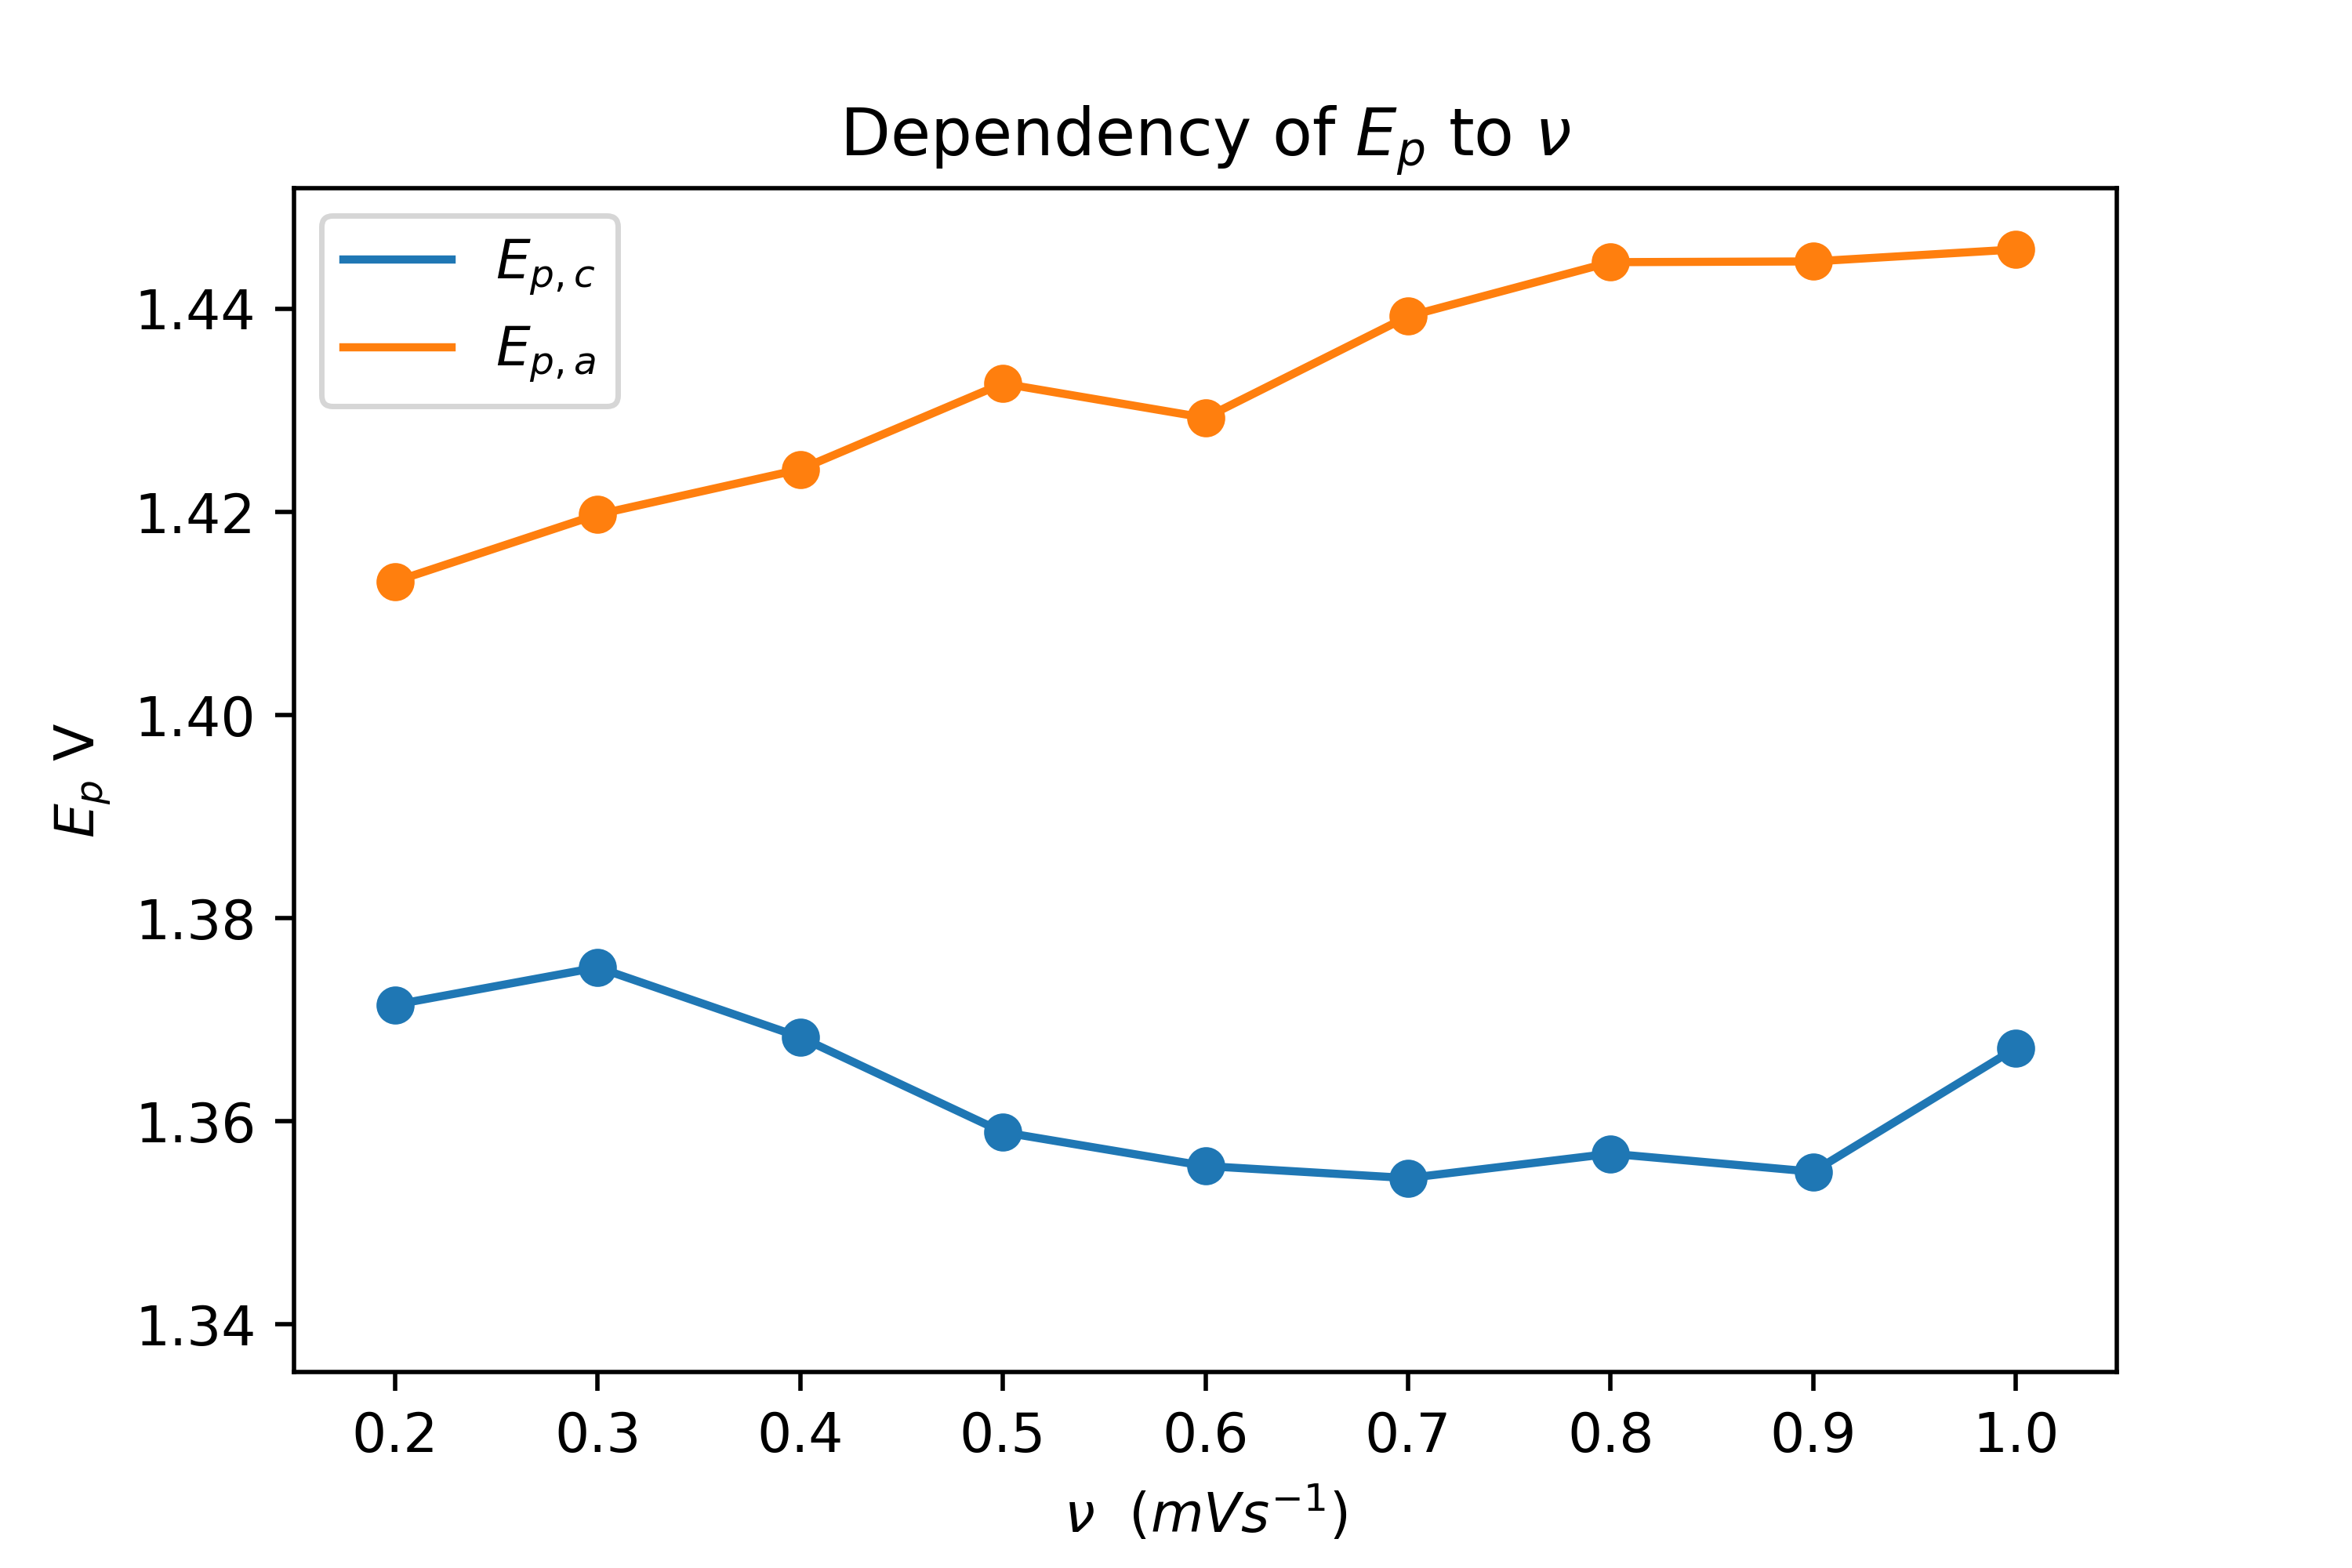 Dependency of E_p to ν
E_{p,c}
E_{p,a}
1.44
1.42
1.40
1.38
1.36
1.34
E_p V
0.2 0.3 0.4 0.5 0.6 0.7 0.8 0.9 1.0
ν (mVs⁻¹)